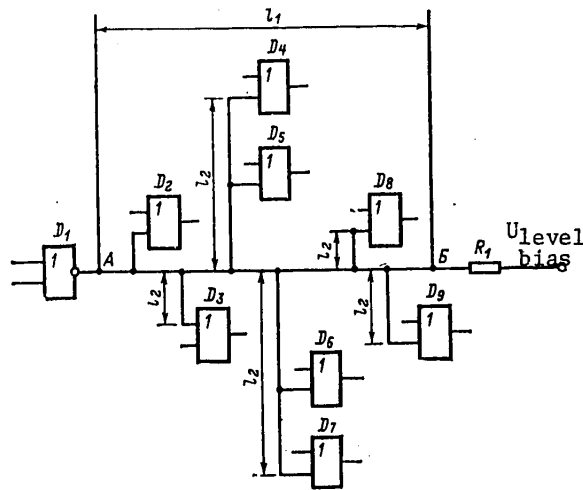 l₁
D₄
1
l₂
D₅
1
D₂
1
D₈
1
l₂
D₁
1
A
Б
R₁
U level
bias
l₂
D₃
1
l₂
D₉
1
l₂
D₆
1
D₇
1